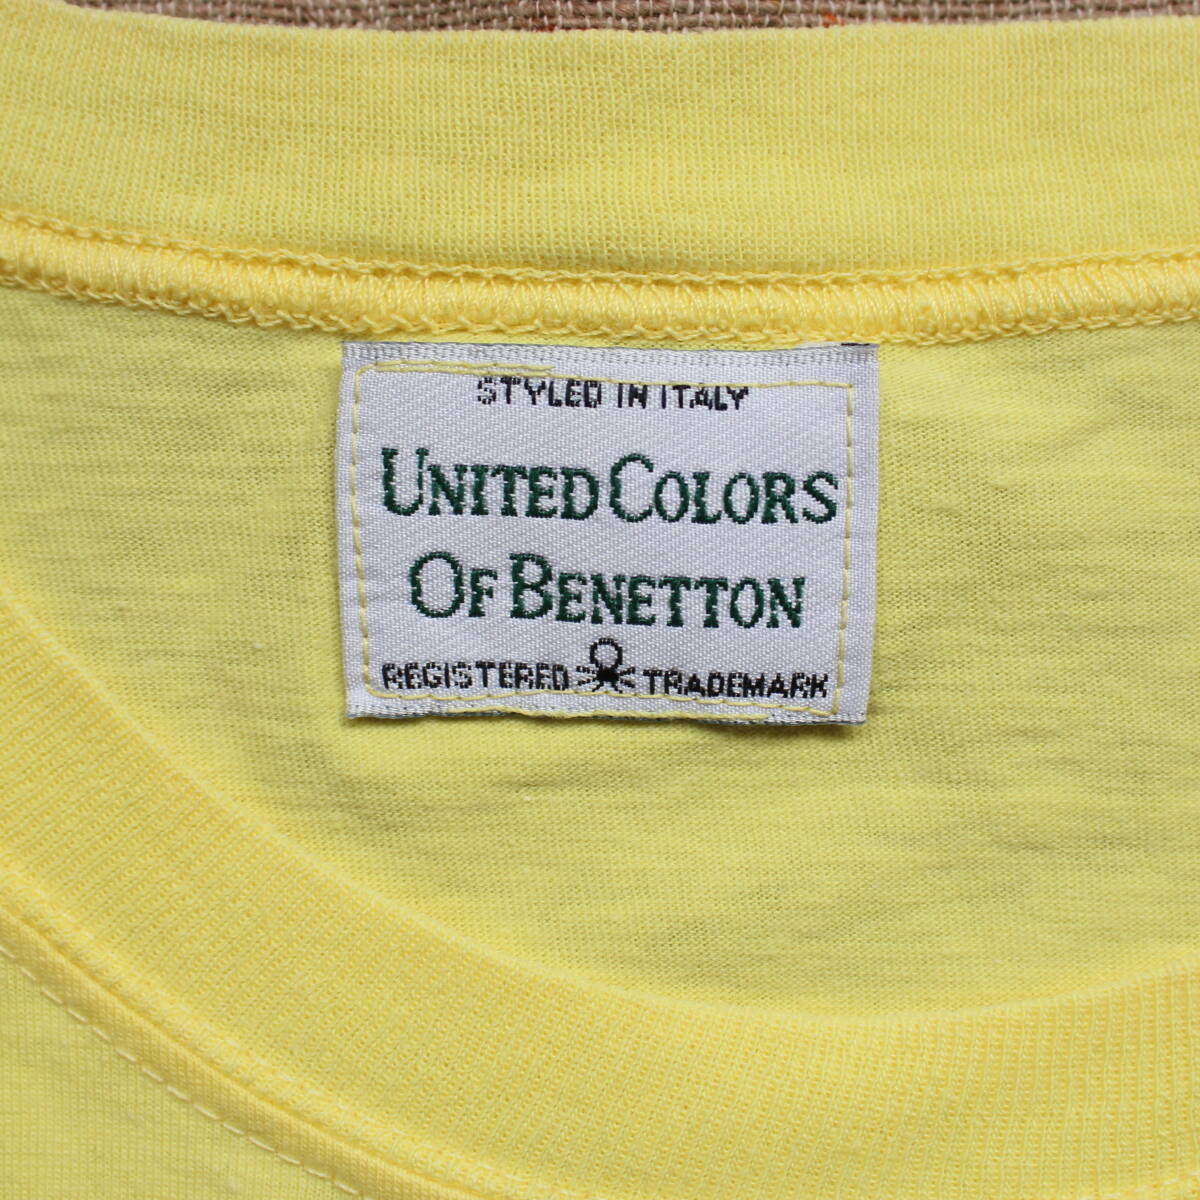 STYLED IN ITALY
UNITED COLORS
OF BENETTON
REGISTERED TRADEMARK